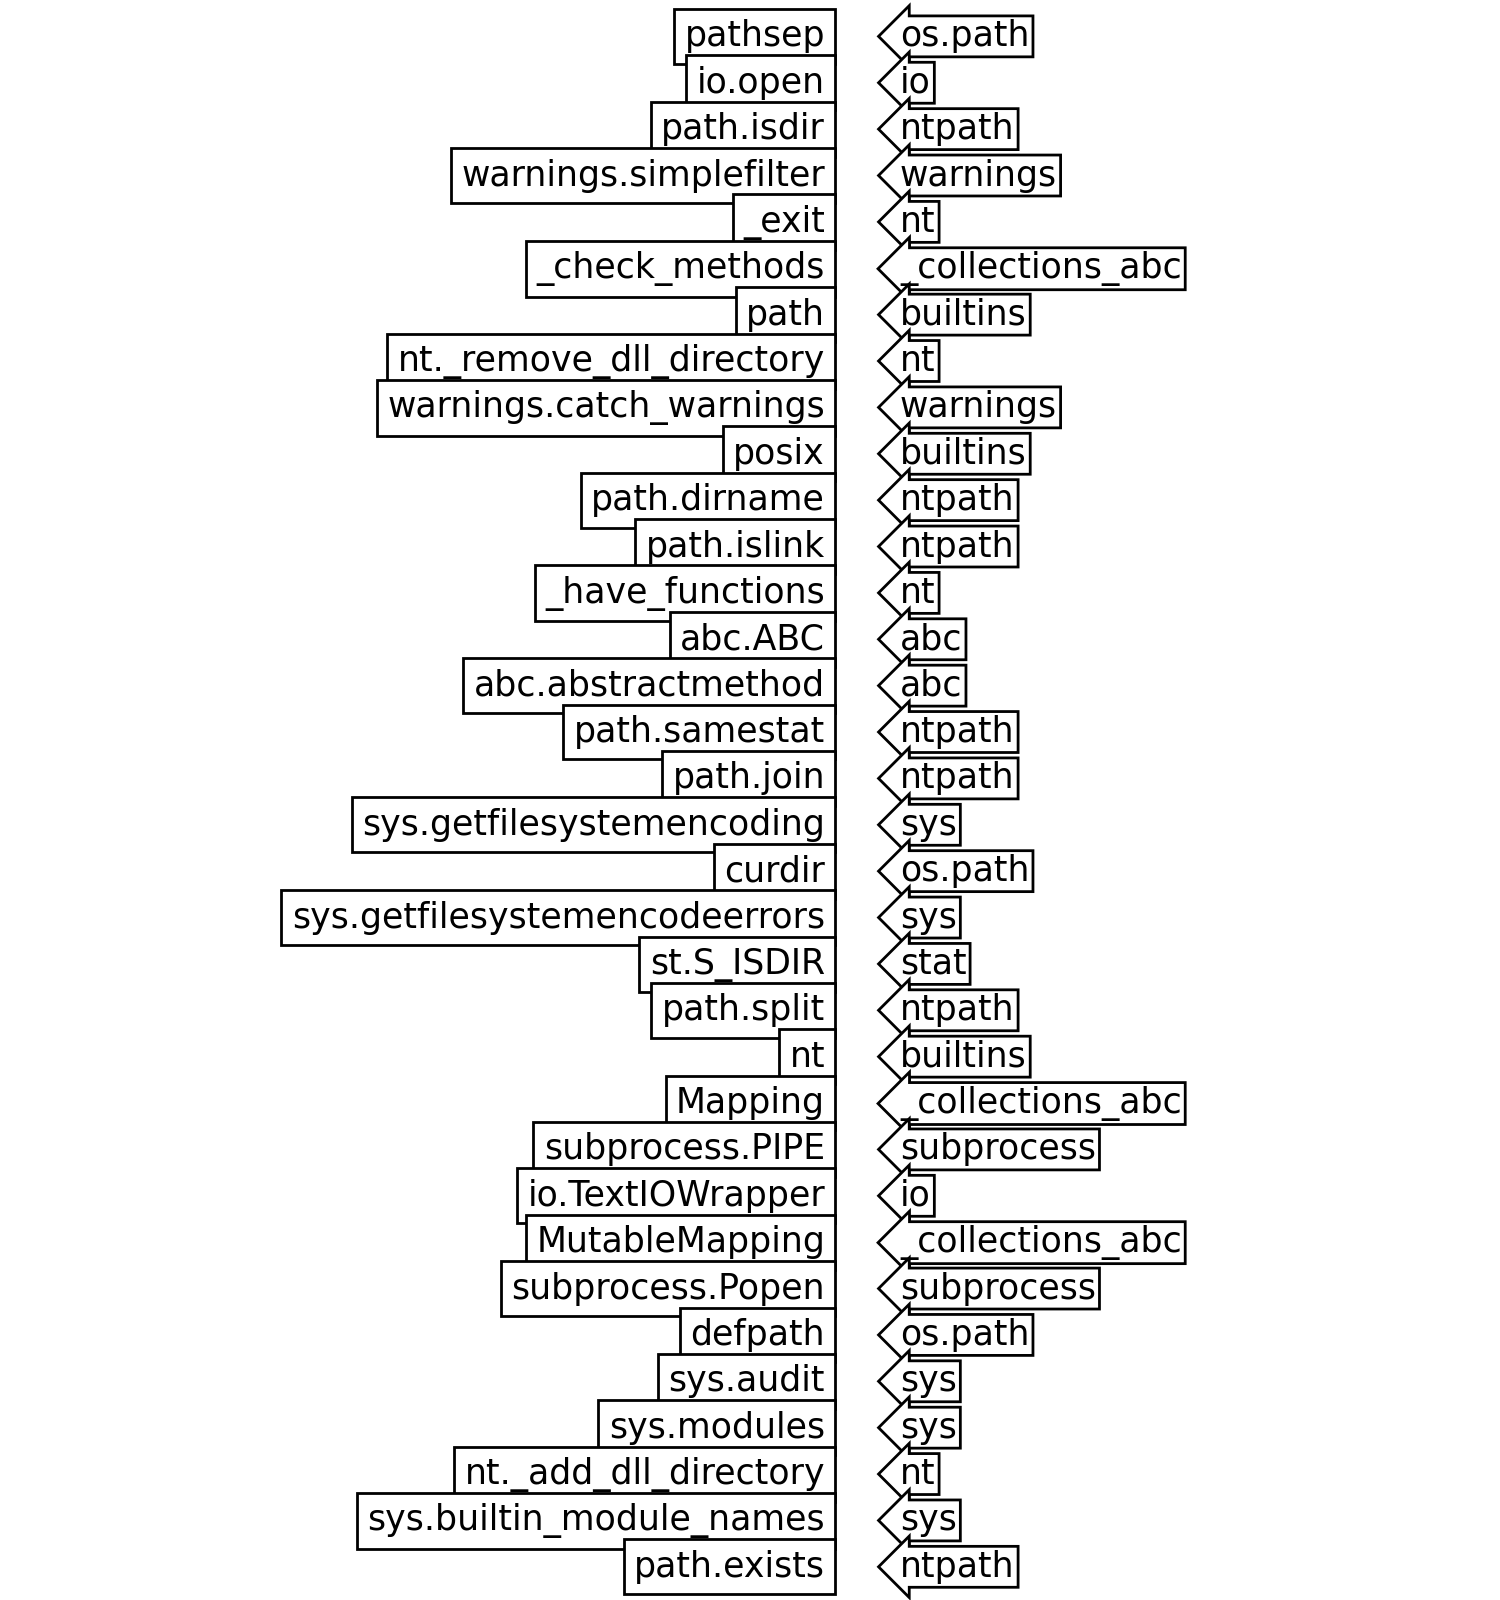 pathsep os.path
io.open io
path.isdir ntpath
warnings.simplefilter warnings
_exit nt
_check_methods _collections_abc
path builtins
nt._remove_dll_directory nt
warnings.catch_warnings warnings
posix builtins
path.dirname ntpath
path.islink ntpath
_have_functions nt
abc.ABC abc
abc.abstractmethod abc
path.samestat ntpath
path.join ntpath
sys.getfilesystemencoding sys
curdir os.path
sys.getfilesystemencodeerrors sys
st.S_ISDIR stat
path.split ntpath
nt builtins
Mapping _collections_abc
subprocess.PIPE subprocess
io.TextIOWrapper io
MutableMapping _collections_abc
subprocess.Popen subprocess
defpath os.path
sys.audit sys
sys.modules sys
nt._add_dll_directory nt
sys.builtin_module_names sys
path.exists ntpath